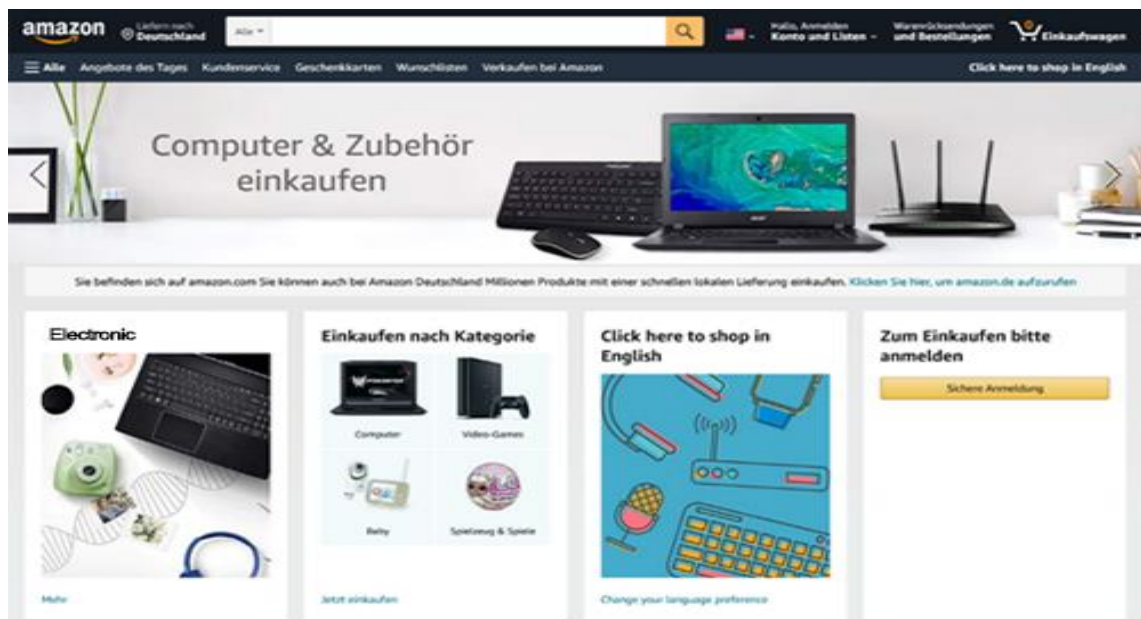 amazon
Liefern nach
Deutschland
Alle
Hallo, Anmelden
Konto und Listen
Warenrücksendungen
und Bestellungen
0
Einkaufswagen
Alle Angebote des Tages Kundenservice Geschenkkarten Wunschlisten Verkaufen bei Amazon Click here to shop in English
Computer & Zubehör
einkaufen
acer
Sie befinden sich auf amazon.com Sie können auch bei Amazon Deutschland Millionen Produkte mit einer schnellen lokalen Lieferung einkaufen. Klicken Sie hier, um amazon.de aufzurufen
Electronic
Mehr
Einkaufen nach Kategorie
Computer
Video-Games
Baby
Spielzeug & Spiele
Jetzt einkaufen
Click here to shop in
English
Change your language preference
Zum Einkaufen bitte
anmelden
Sichere Anmeldung